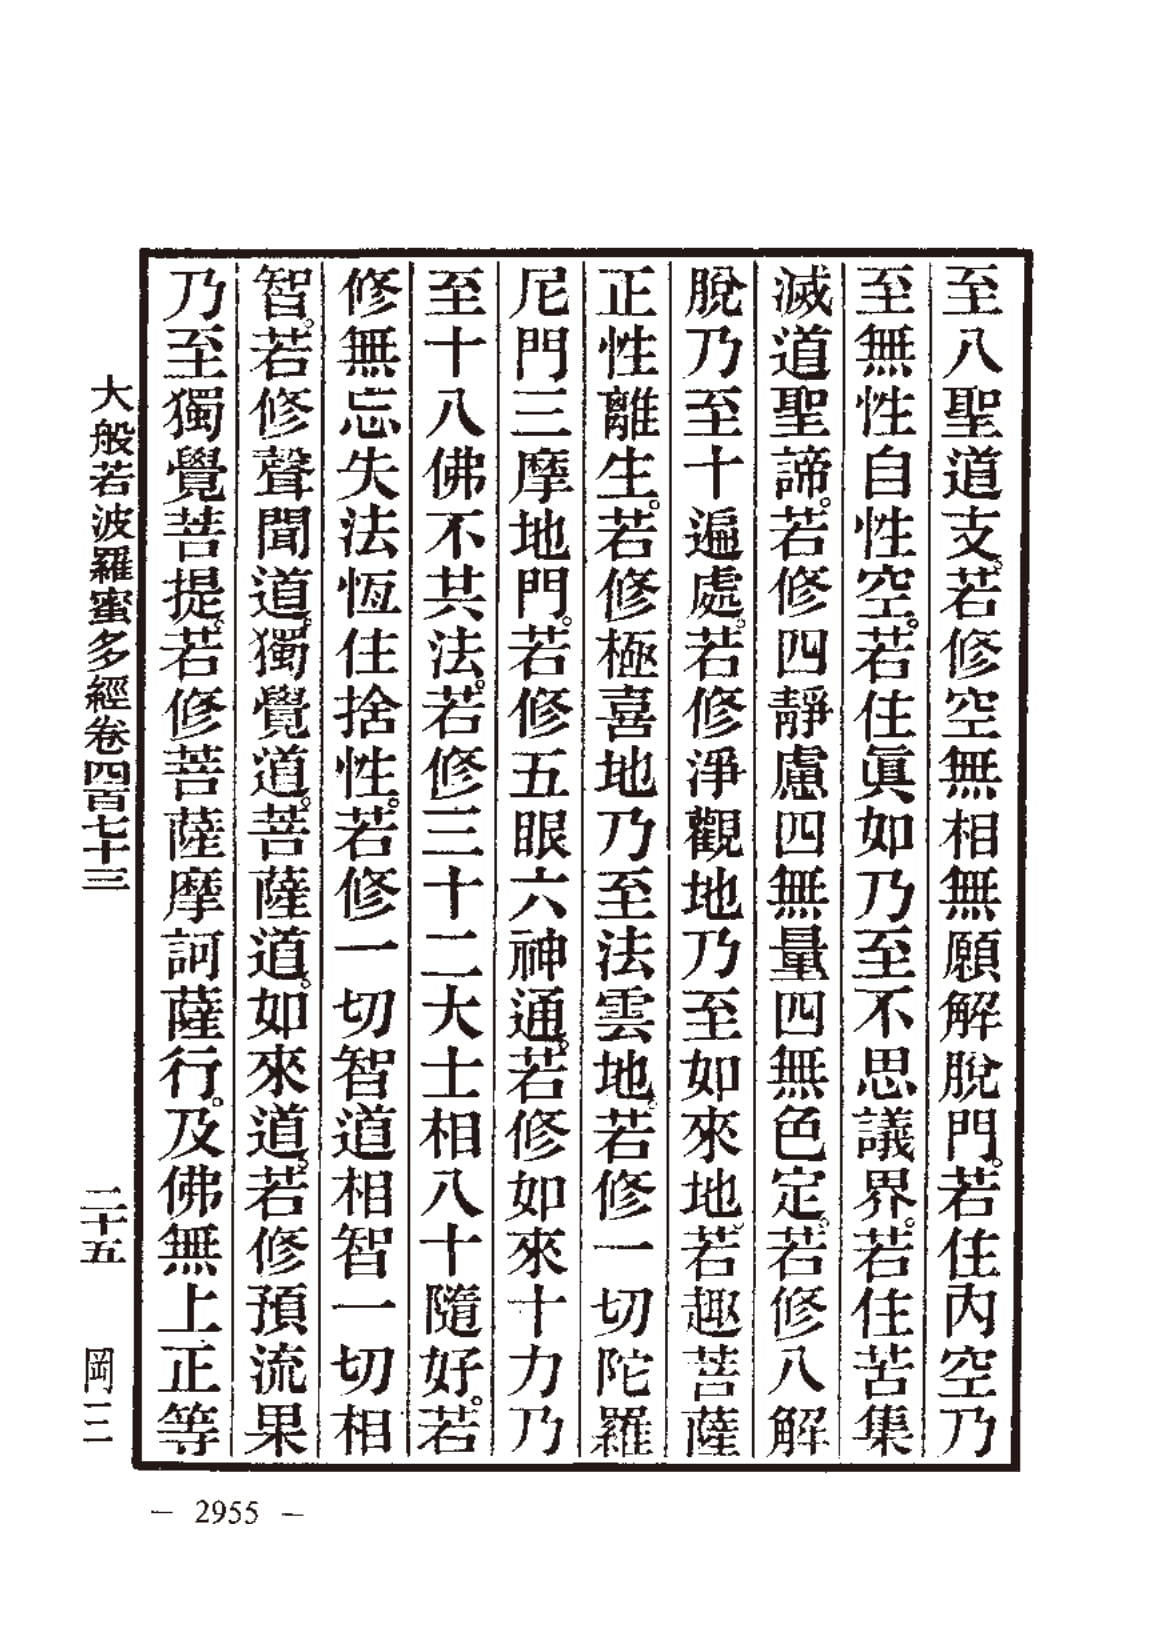 至八聖道支。若修空無相無願解脫門。若住內空乃
至無性自性空。若住眞如乃至不思議界。若住苦集
滅道聖諦。若修四靜慮四無量四無色定。若修八解
脫乃至十遍處。若修淨觀地乃至如來地。若趣菩薩
正性離生。若修極喜地乃至法雲地。若修一切陀羅
尼門三摩地門。若修五眼六神通。若修如來十力乃
至十八佛不共法。若修三十二大士相八十隨好。若
修無忘失法恆住捨性。若修一切智道相智一切相
智。若修聲聞道。獨覺道。菩薩道。如來道。若修預流果
乃至獨覺菩提。若修菩薩摩訶薩行。及佛無上正等
大般若波羅蜜多經卷四百七十三 二十五 岡三
— 2955 —